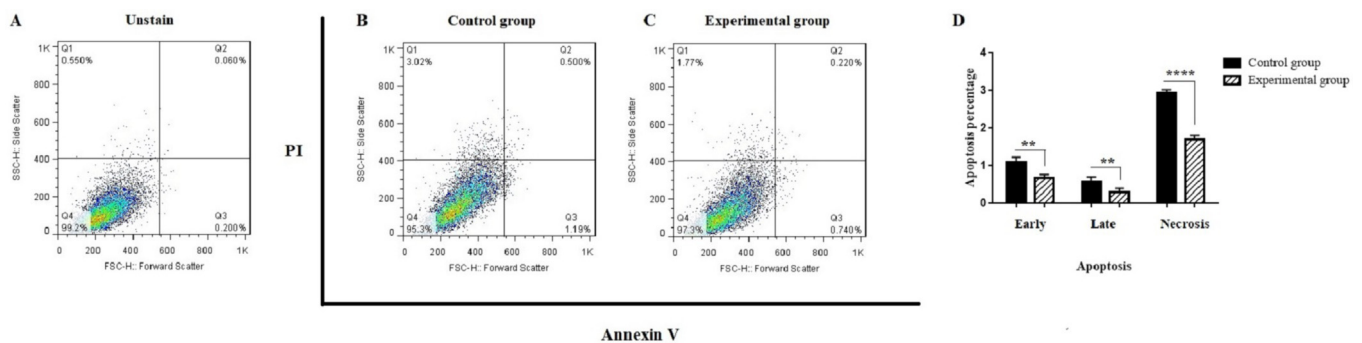 A
Unstain
Q1
0.550%
Q2
0.060%
Q4
99.2%
Q3
0.200%
1K
800
600
400
200
0
0 200 400 600 800 1K
SSC-H:: Side Scatter
FSC-H:: Forward Scatter
PI
B
Control group
Q1
3.02%
Q2
0.500%
Q4
95.3%
Q3
1.19%
1K
800
600
400
200
0
0 200 400 600 800 1K
SSC-H:: Side Scatter
FSC-H:: Forward Scatter
C
Experimental group
Q1
1.77%
Q2
0.220%
Q4
97.3%
Q3
0.740%
1K
800
600
400
200
0
0 200 400 600 800 1K
SSC-H:: Side Scatter
FSC-H:: Forward Scatter
Annexin V
D
Apoptosis percentage
4
3
2
1
0
**
**
****
Early Late Necrosis
Apoptosis
Control group
Experimental group